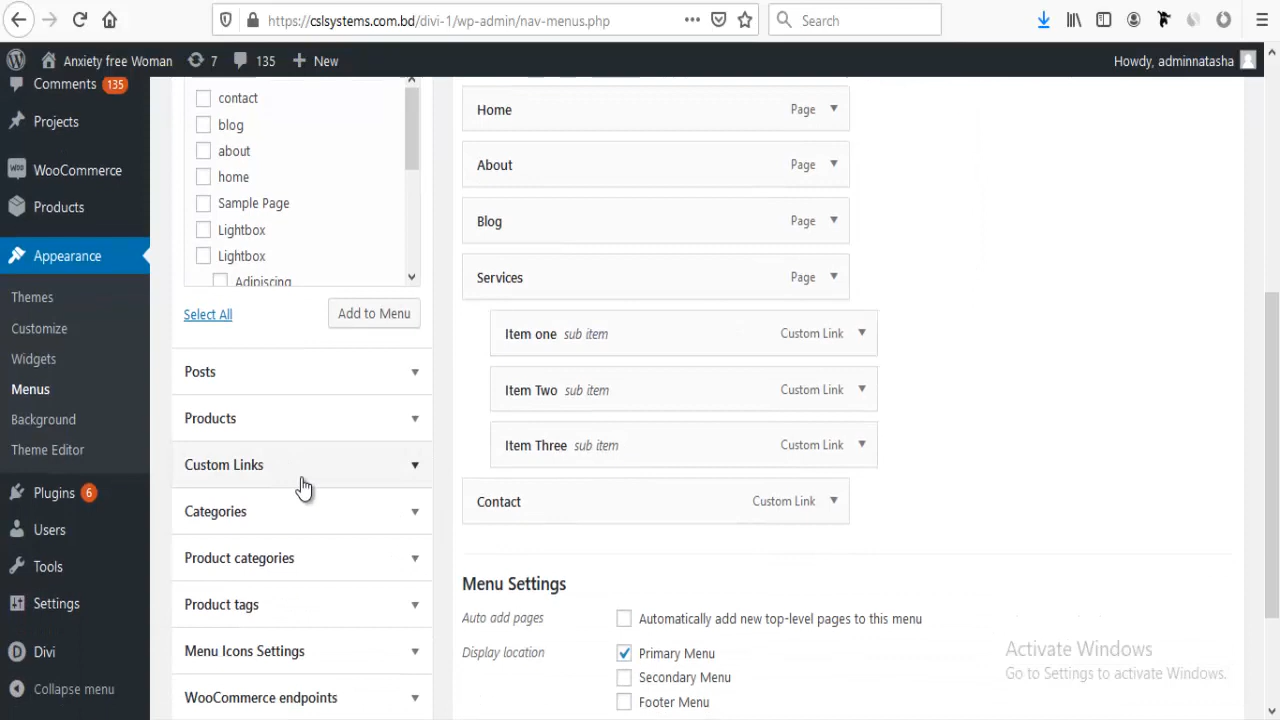 https://cslsystems.com.bd/divi-1/wp-admin/nav-menus.php
Search
Anxiety free Woman
7
135
New
Howdy, adminnatasha
Comments 135
Projects
WooCommerce
Products
Appearance
Themes
Customize
Widgets
Menus
Background
Theme Editor
Plugins 6
Users
Tools
Settings
Divi
Collapse menu
contact
blog
about
home
Sample Page
Lightbox
Lightbox
Adipiscing
Select All
Add to Menu
Posts
Products
Custom Links
Categories
Product categories
Product tags
Menu Icons Settings
WooCommerce endpoints
Home Page
About Page
Blog Page
Services Page
Item one sub item Custom Link
Item Two sub item Custom Link
Item Three sub item Custom Link
Contact Custom Link
Menu Settings
Auto add pages
Automatically add new top-level pages to this menu
Display location
Primary Menu
Secondary Menu
Footer Menu
Activate Windows
Go to Settings to activate Windows.